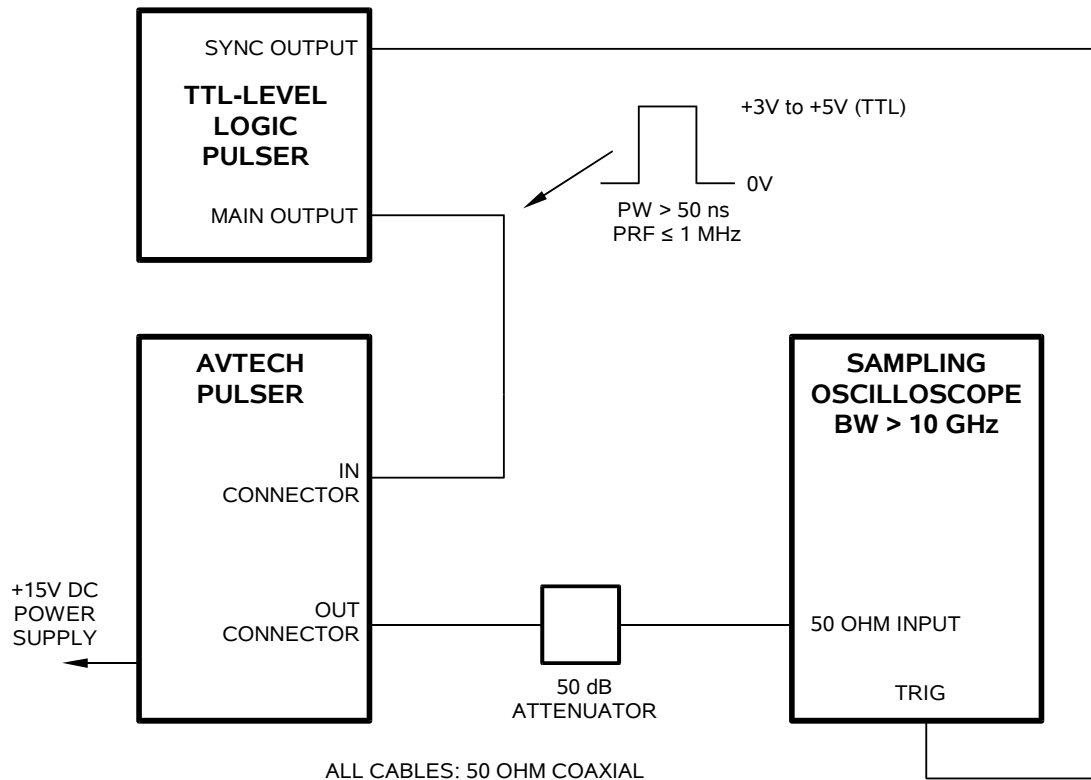 SYNC OUTPUT
TTL-LEVEL
LOGIC
PULSER
MAIN OUTPUT
+3V to +5V (TTL)
0V
PW > 50 ns
PRF ≤ 1 MHz
AVTECH
PULSER
IN
CONNECTOR
OUT
CONNECTOR
+15V DC
POWER
SUPPLY
50 dB
ATTENUATOR
SAMPLING
OSCILLOSCOPE
BW > 10 GHz
50 OHM INPUT
TRIG
ALL CABLES: 50 OHM COAXIAL